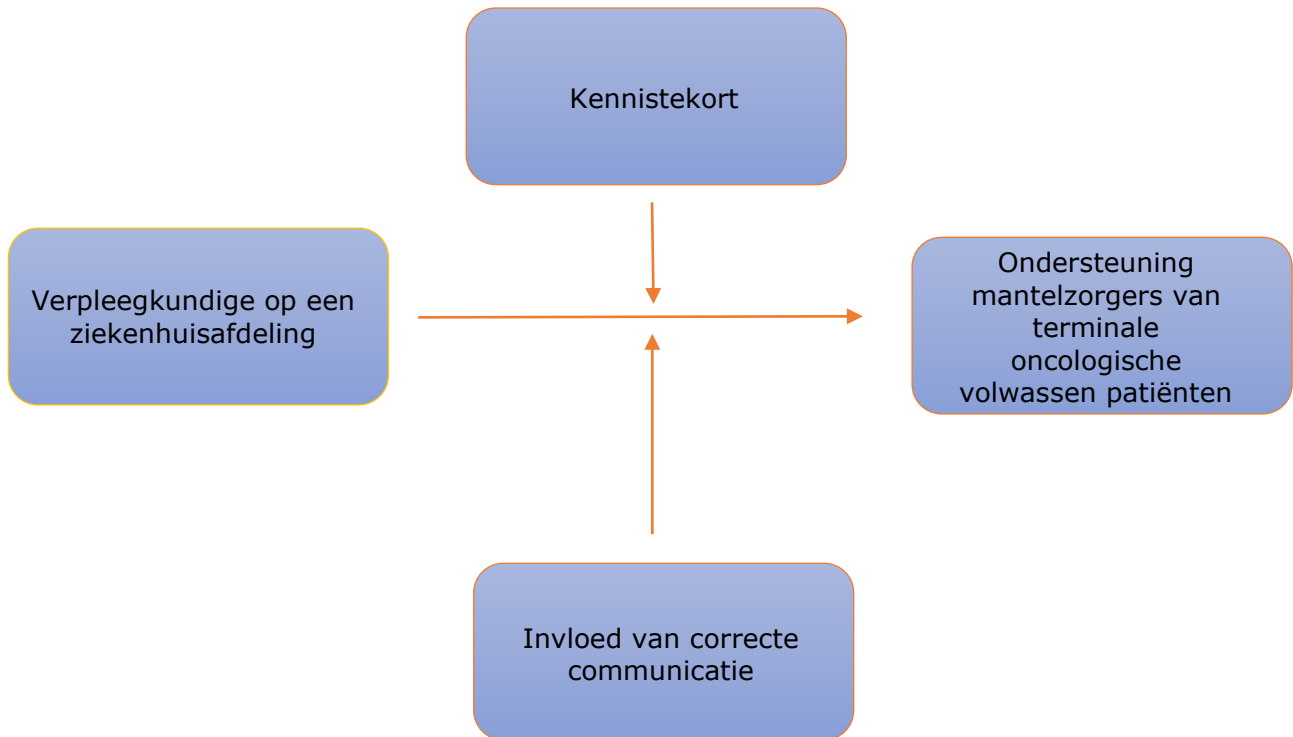 Kennistekort
Verpleegkundige op een
ziekenhuisafdeling
Ondersteuning
mantelzorgers van
terminale
oncologische
volwassen patiënten
Invloed van correcte
communicatie